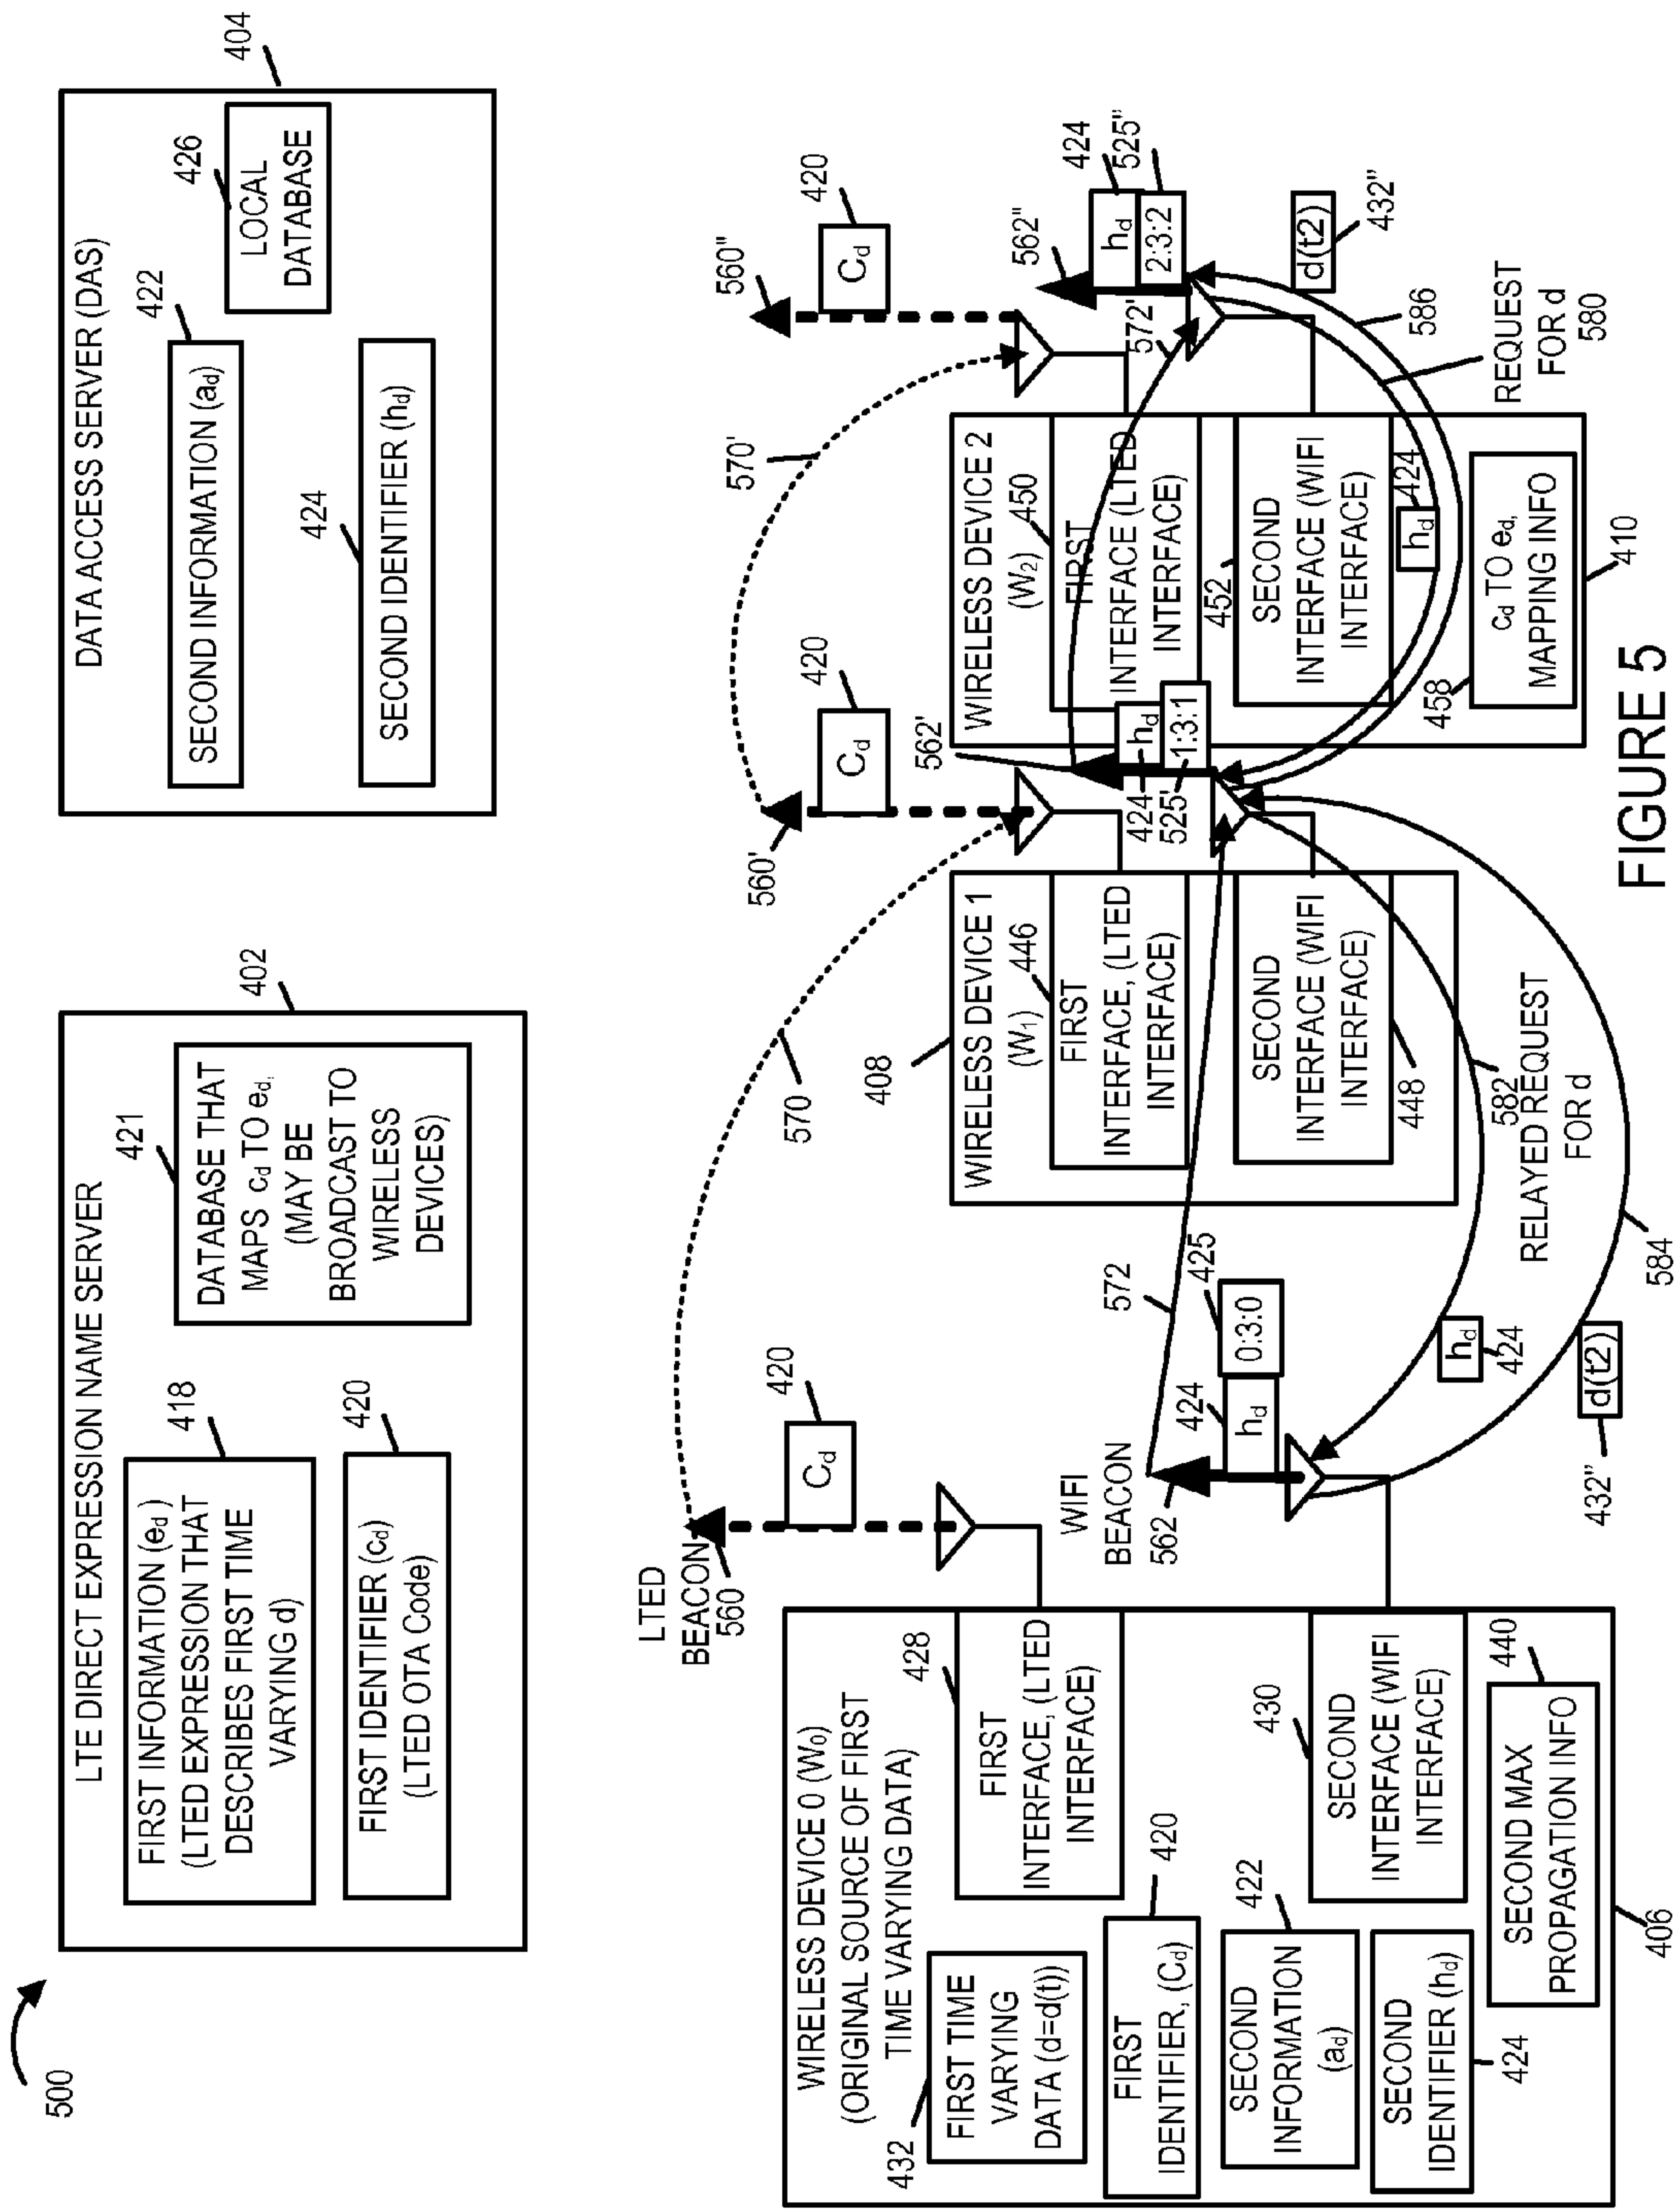 500
LTE DIRECT EXPRESSION NAME SERVER
402
FIRST INFORMATION (ed)
(LTED EXPRESSION THAT
DESCRIBES FIRST TIME
VARYING d)
418
FIRST IDENTIFIER (cd)
(LTED OTA Code)
420
421
DATABASE THAT
MAPS cd TO ed,
(MAY BE
BROADCAST TO
WIRELESS
DEVICES)
DATA ACCESS SERVER (DAS)
404
SECOND INFORMATION (ad)
422
SECOND IDENTIFIER (hd)
424
426
LOCAL
DATABASE
WIRELESS DEVICE 0 (W0)
(ORIGINAL SOURCE OF FIRST
TIME VARYING DATA)
432
FIRST TIME
VARYING
DATA (d=d(t))
FIRST
IDENTIFIER, (Cd)
420
SECOND
INFORMATION
(ad)
422
SECOND
IDENTIFIER (hd)
424
428
FIRST
INTERFACE, (LTED
INTERFACE)
430
SECOND
INTERFACE (WIFI
INTERFACE)
440
SECOND MAX
PROPAGATION INFO
406
LTED
BEACON
560
Cd
420
WIFI
BEACON
562
424
hd
425
0:3:0
570
572
408
WIRELESS DEVICE 1
(W1)
446
FIRST
INTERFACE, (LTED
INTERFACE)
SECOND
INTERFACE (WIFI
INTERFACE)
448
582
RELAYED REQUEST
FOR d
hd
424
584
d(t2)
432"
560'
Cd
420
570'
562'
hd
424
1:3:1
525'
WIRELESS DEVICE 2
(W2)
450
FIRST
INTERFACE (LTED
INTERFACE)
452
SECOND
INTERFACE (WIFI
INTERFACE)
458
cd TO ed,
MAPPING INFO
410
hd
424
560"
Cd
420
562"
572'
hd
424
2:3:2
525"
d(t2)
432"
586
REQUEST
FOR d
580
FIGURE 5